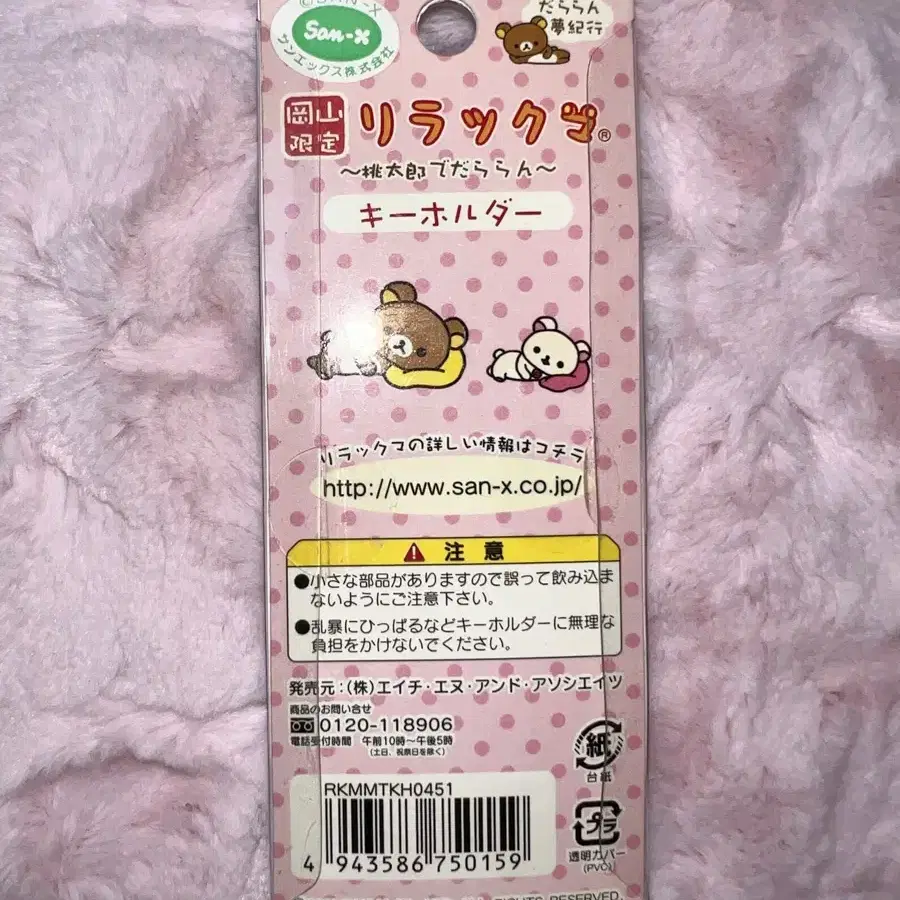 ©SAN-X
San-x
サンエックス株式会社
だららん
夢紀行
岡山
限定
リラックマ®
～桃太郎でだららん～
キーホルダー
リラックマの詳しい情報はコチラ
http://www.san-x.co.jp/
注意
●小さな部品がありますので誤って飲み込ま
ないようにご注意下さい。
●乱暴にひっぱるなどキーホルダーに無理な
負担をかけないでください。
発売元：(株)エイチ・エヌ・アンド・アソシエイツ
商品のお問い合せ
0120-118906
電話受付時間 午前10時～午後5時
(土日、祝祭日を除く)
紙
台紙
RKMMTKH0451
4 943586 750159
プラ
透明カバー
(PVC)
RIGHTS RESERVED.